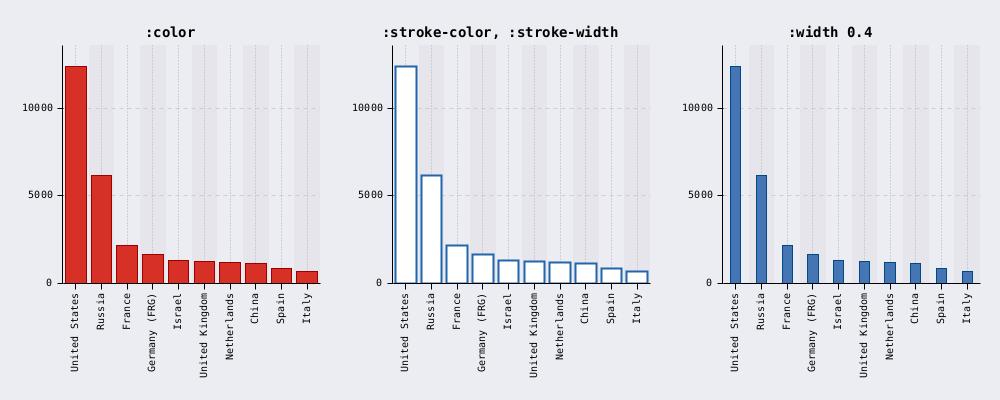 :color
10000
5000
0
United States
Russia
France
Germany (FRG)
Israel
United Kingdom
Netherlands
China
Spain
Italy
:stroke-color, :stroke-width
10000
5000
0
United States
Russia
France
Germany (FRG)
Israel
United Kingdom
Netherlands
China
Spain
Italy
:width 0.4
10000
5000
0
United States
Russia
France
Germany (FRG)
Israel
United Kingdom
Netherlands
China
Spain
Italy